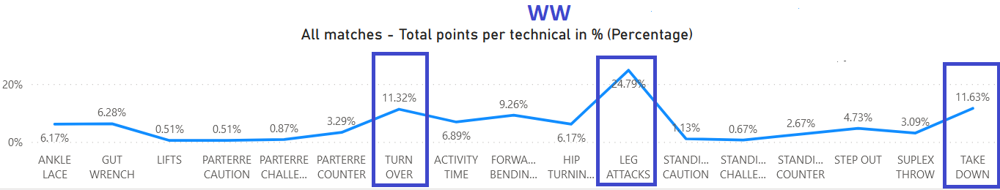 WW
All matches - Total points per technical in % (Percentage)
20%
0%
6.17%
6.28%
0.51%
0.51%
0.87%
3.29%
11.32%
6.89%
9.26%
6.17%
24.79%
1.13%
0.67%
2.67%
4.73%
3.09%
11.63%
ANKLE
LACE
GUT
WRENCH
LIFTS
PARTERRE
CAUTION
PARTERRE
CHALLE...
PARTERRE
COUNTER
TURN
OVER
ACTIVITY
TIME
FORWA...
BENDIN...
HIP
TURNIN...
LEG
ATTACKS
STANDI...
CAUTION
STANDI...
CHALLE...
STANDI...
COUNTER
STEP OUT
SUPLEX
THROW
TAKE
DOWN